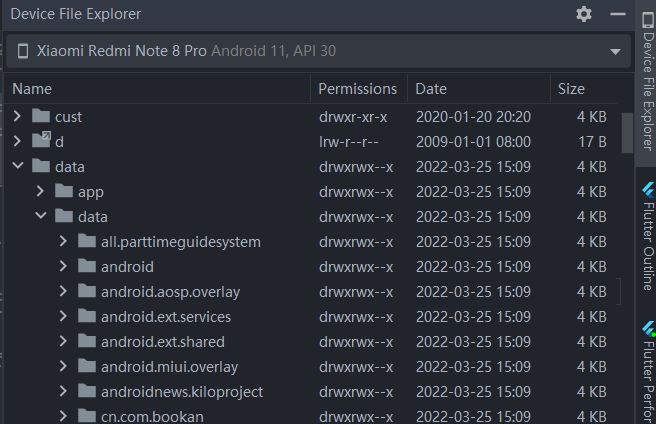 Device File Explorer
Xiaomi Redmi Note 8 Pro Android 11, API 30
Name Permissions Date Size
cust drwxr-xr-x 2020-01-20 20:20 4 KB
d lrw-r--r-- 2009-01-01 08:00 17 B
data drwxrwx--x 2022-03-25 15:09 4 KB
app drwxrwx--x 2022-03-25 15:09 4 KB
data drwxrwx--x 2022-03-25 15:09 4 KB
all.parttimeguidesystem drwxrwx--x 2022-03-25 15:09 4 KB
android drwxrwx--x 2022-03-25 15:09 4 KB
android.aosp.overlay drwxrwx--x 2022-03-25 15:09 4 KB
android.ext.services drwxrwx--x 2022-03-25 15:09 4 KB
android.ext.shared drwxrwx--x 2022-03-25 15:09 4 KB
android.miui.overlay drwxrwx--x 2022-03-25 15:09 4 KB
androidnews.kiloproject drwxrwx--x 2022-03-25 15:09 4 KB
cn.com.bookan drwxrwx--x 2022-03-25 15:09 4 KB
Device File Explorer
Flutter Outline
Flutter Perfor